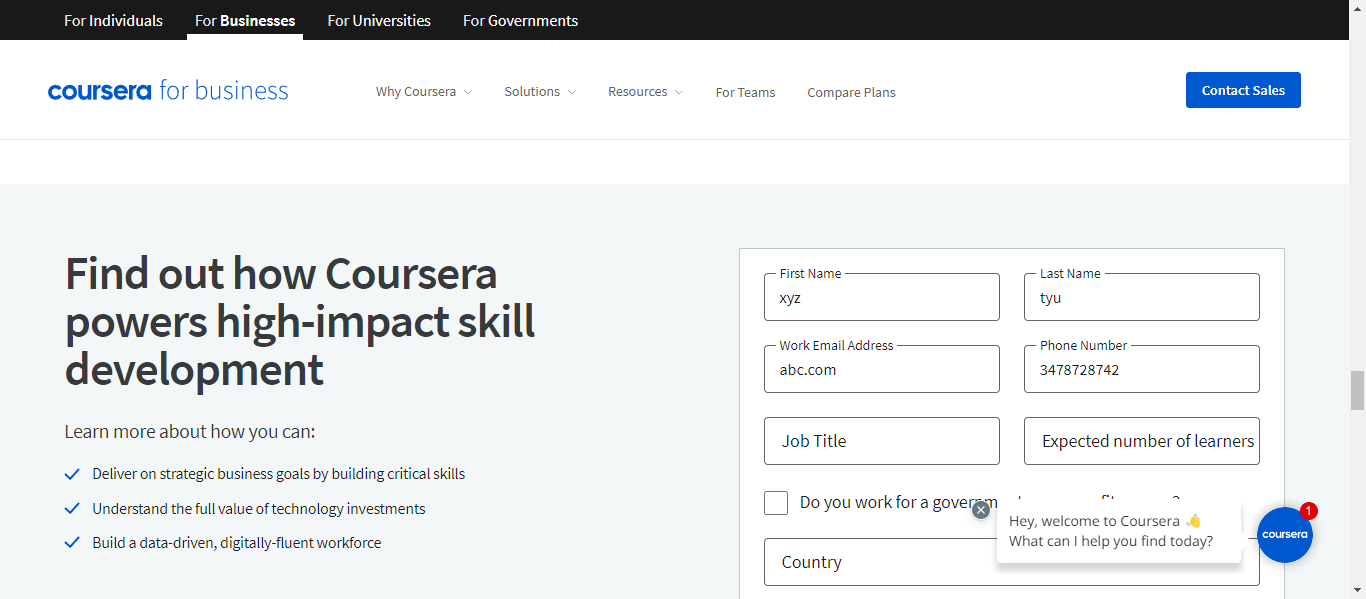 For Individuals
For Businesses
For Universities
For Governments
coursera for business
Why Coursera
Solutions
Resources
For Teams
Compare Plans
Contact Sales
Find out how Coursera
powers high-impact skill
development
Learn more about how you can:
Deliver on strategic business goals by building critical skills
Understand the full value of technology investments
Build a data-driven, digitally-fluent workforce
First Name
xyz
Last Name
tyu
Work Email Address
abc.com
Phone Number
3478728742
Job Title
Expected number of learners
Do you work for a
Country
Hey, welcome to Coursera 👋
What can I help you find today?
coursera
1